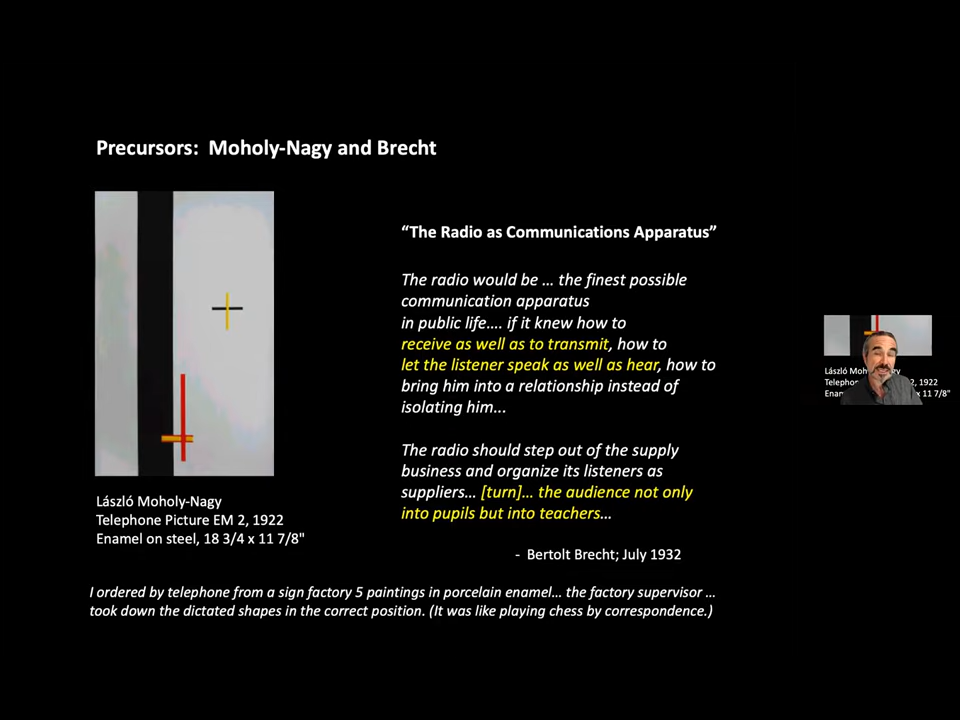 Precursors:  Moholy-Nagy and Brecht
“The Radio as Communications Apparatus”
The radio would be … the finest possible
communication apparatus
in public life…. if it knew how to
receive as well as to transmit, how to
let the listener speak as well as hear, how to
bring him into a relationship instead of
isolating him...
The radio should step out of the supply
business and organize its listeners as
suppliers… [turn]… the audience not only
into pupils but into teachers…
- Bertolt Brecht; July 1932
László Moholy-Nagy
Telephone Picture EM 2, 1922
Enamel on steel, 18 3/4 x 11 7/8"
I ordered by telephone from a sign factory 5 paintings in porcelain enamel… the factory supervisor …
took down the dictated shapes in the correct position. (It was like playing chess by correspondence.)
László
2, 1922
x 11 7/8"